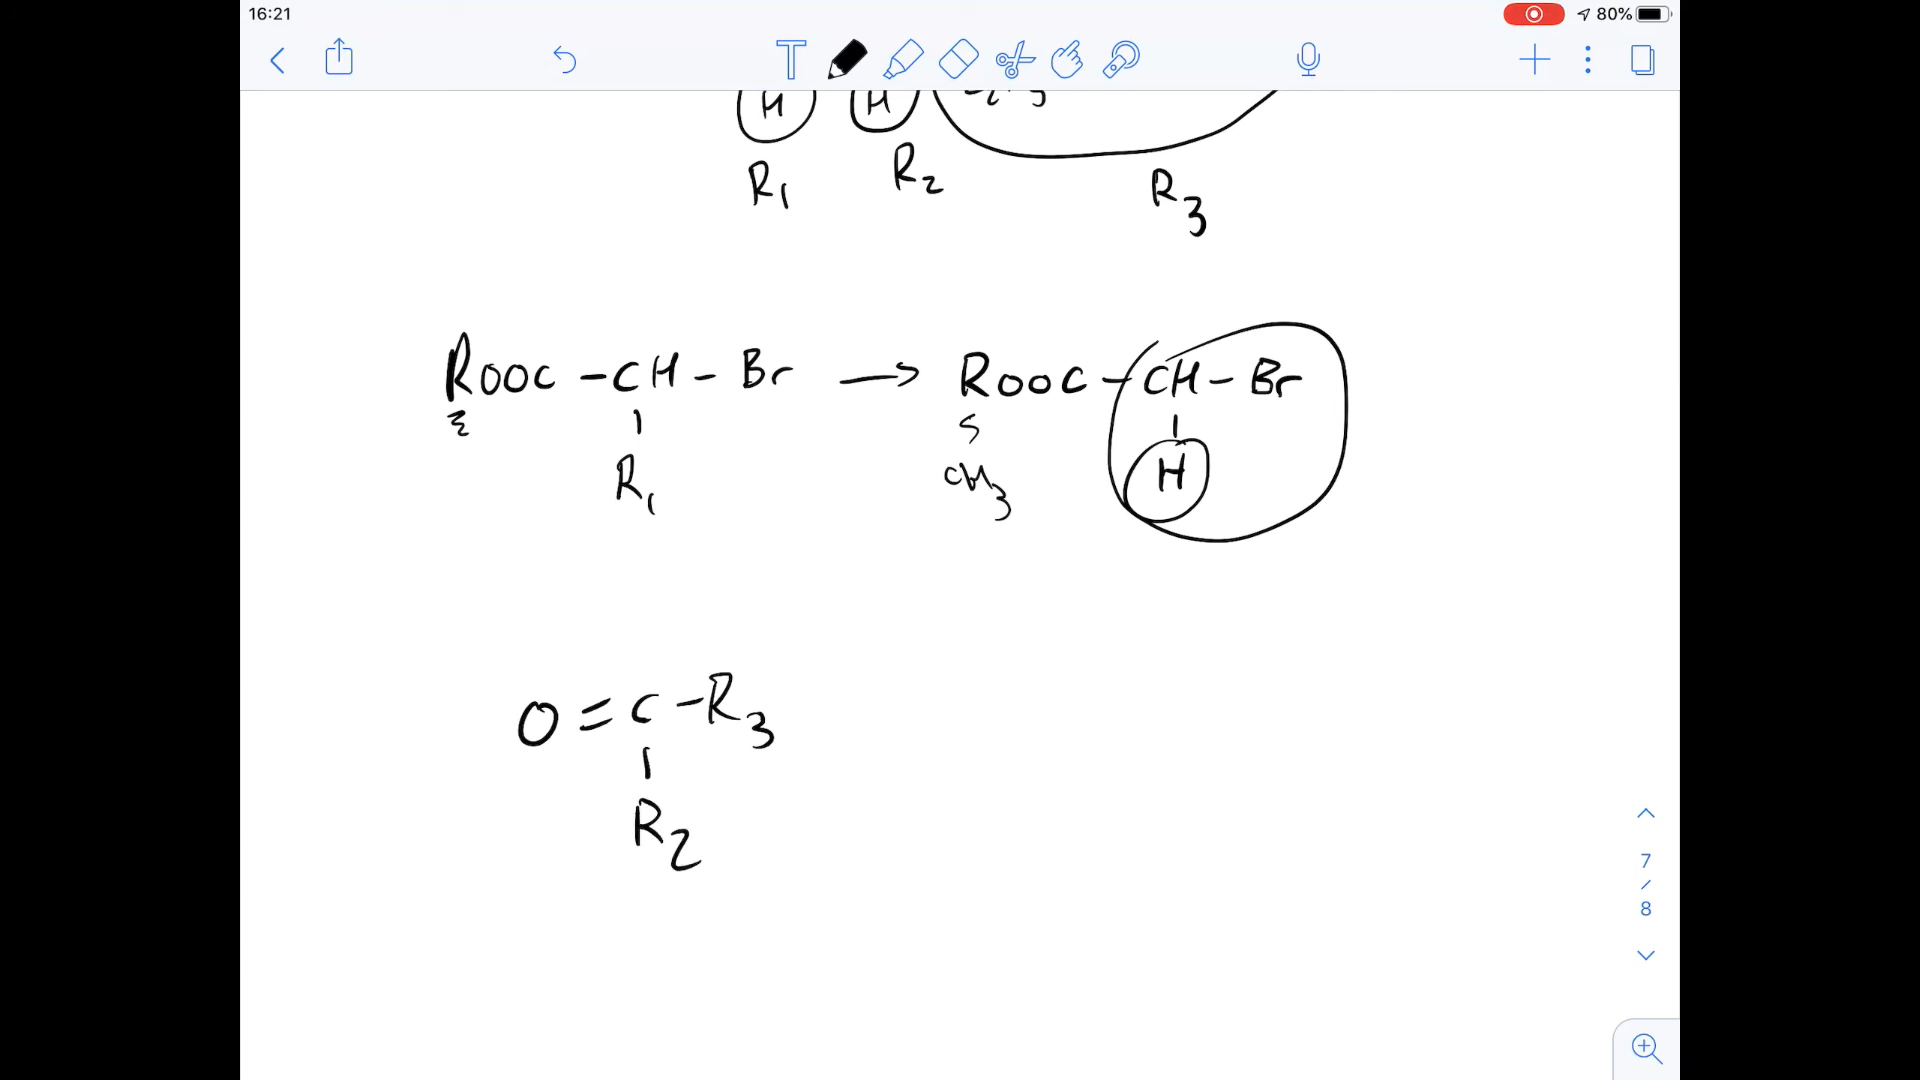 16:21
80%
T
H H
R1 R2 R3
ROOC - CH - Br → ROOC - CH - Br
R1
CH3
H
O = C - R3
R2
7
/
8